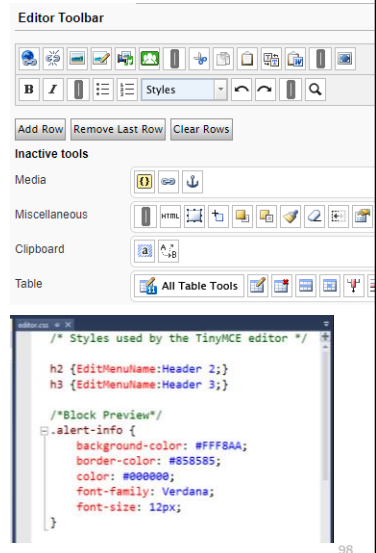 Editor Toolbar
B I Styles
Add Row Remove Last Row Clear Rows
Inactive tools
Media {}
Miscellaneous HTML
Clipboard a A B
Table All Table Tools
editor.css
/* Styles used by the TinyMCE editor */
h2 {EditMenuName:Header 2;}
h3 {EditMenuName:Header 3;}
/*Block Preview*/
.alert-info {
background-color: #FFF8AA;
border-color: #858585;
color: #000000;
font-family: Verdana;
font-size: 12px;
}
98